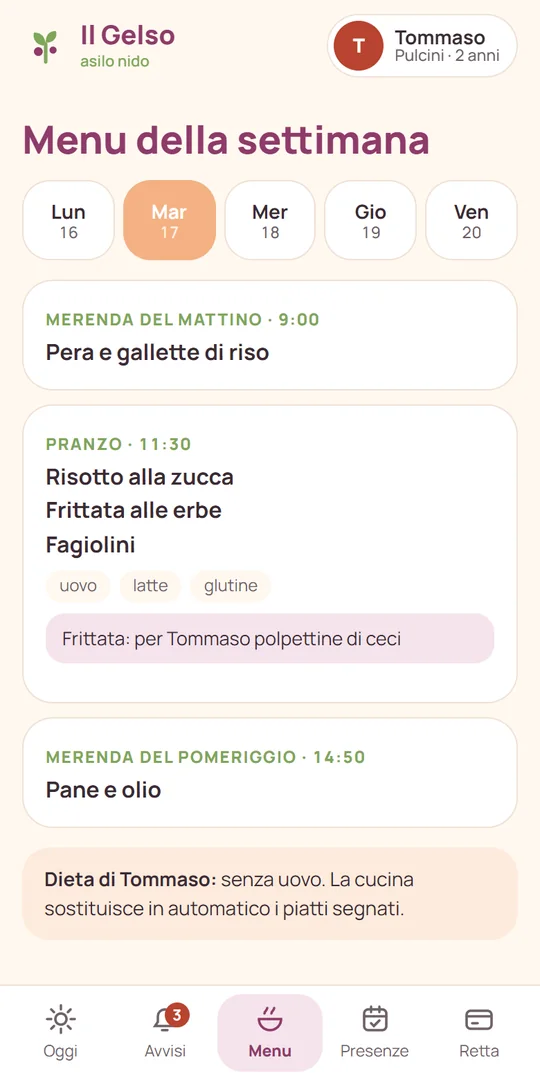 Il Gelso
asilo nido
T
Tommaso
Pulcini · 2 anni
Menu della settimana
Lun
16
Mar
17
Mer
18
Gio
19
Ven
20
MERENDA DEL MATTINO · 9:00
Pera e gallette di riso
PRANZO · 11:30
Risotto alla zucca
Frittata alle erbe
Fagiolini
uovo
latte
glutine
Frittata: per Tommaso polpettine di ceci
MERENDA DEL POMERIGGIO · 14:50
Pane e olio
Dieta di Tommaso: senza uovo. La cucina
sostituisce in automatico i piatti segnati.
Oggi
3
Avvisi
Menu
Presenze
Retta